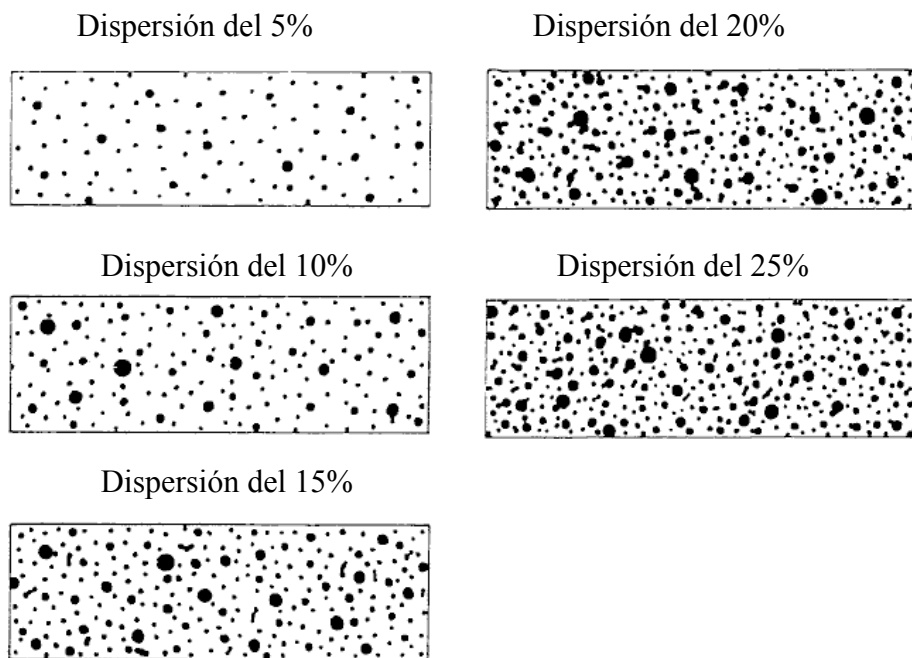 Dispersión del 5%
Dispersión del 20%
Dispersión del 10%
Dispersión del 25%
Dispersión del 15%